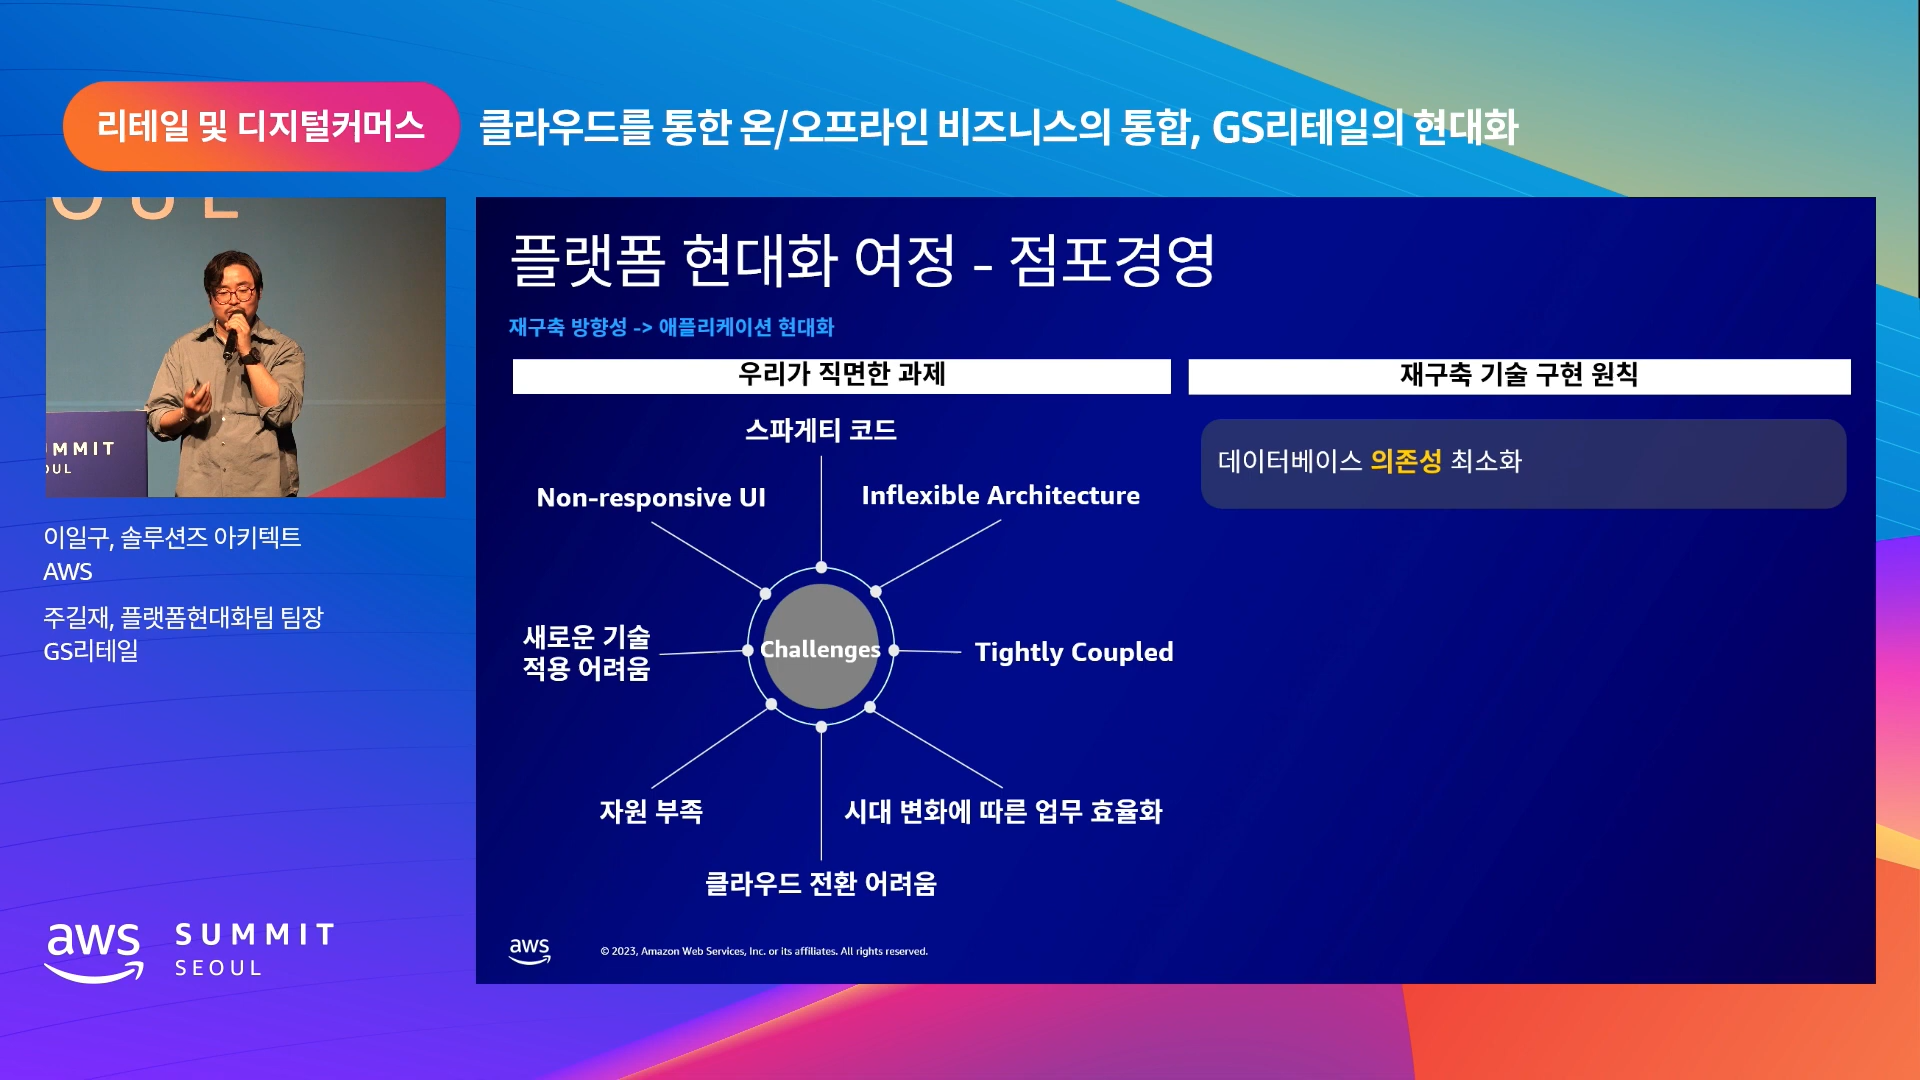 리테일 및 디지털커머스
클라우드를 통한 온/오프라인 비즈니스의 통합, GS리테일의 현대화
OUL
UMMIT
OUL
이일구, 솔루션즈 아키텍트
AWS
주길재, 플랫폼현대화팀 팀장
GS리테일
aws
SUMMIT
SEOUL
플랫폼 현대화 여정 - 점포경영
재구축 방향성 -> 애플리케이션 현대화
우리가 직면한 과제
스파게티 코드
Non-responsive UI
Inflexible Architecture
새로운 기술
적용 어려움
Challenges
Tightly Coupled
자원 부족
시대 변화에 따른 업무 효율화
클라우드 전환 어려움
재구축 기술 구현 원칙
데이터베이스 의존성 최소화
aws
© 2023, Amazon Web Services, Inc. or its affiliates. All rights reserved.